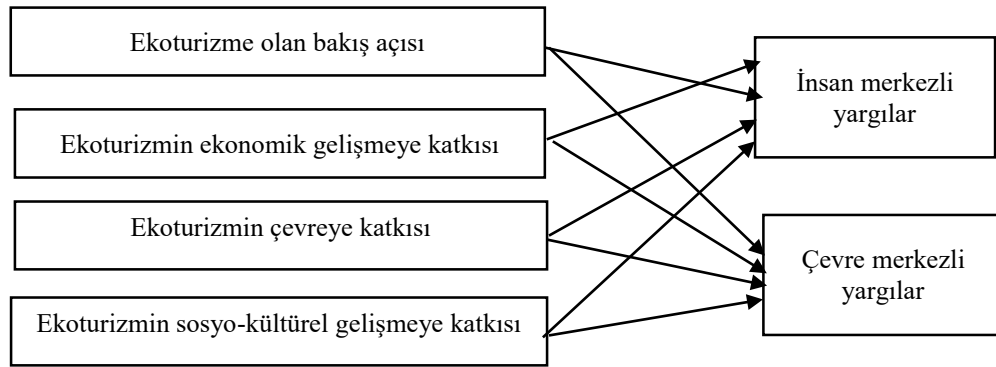 Ekoturizme olan bakış açısı
Ekoturizmin ekonomik gelişmeye katkısı
Ekoturizmin çevreye katkısı
Ekoturizmin sosyo-kültürel gelişmeye katkısı
İnsan merkezli
yargılar
Çevre merkezli
yargılar